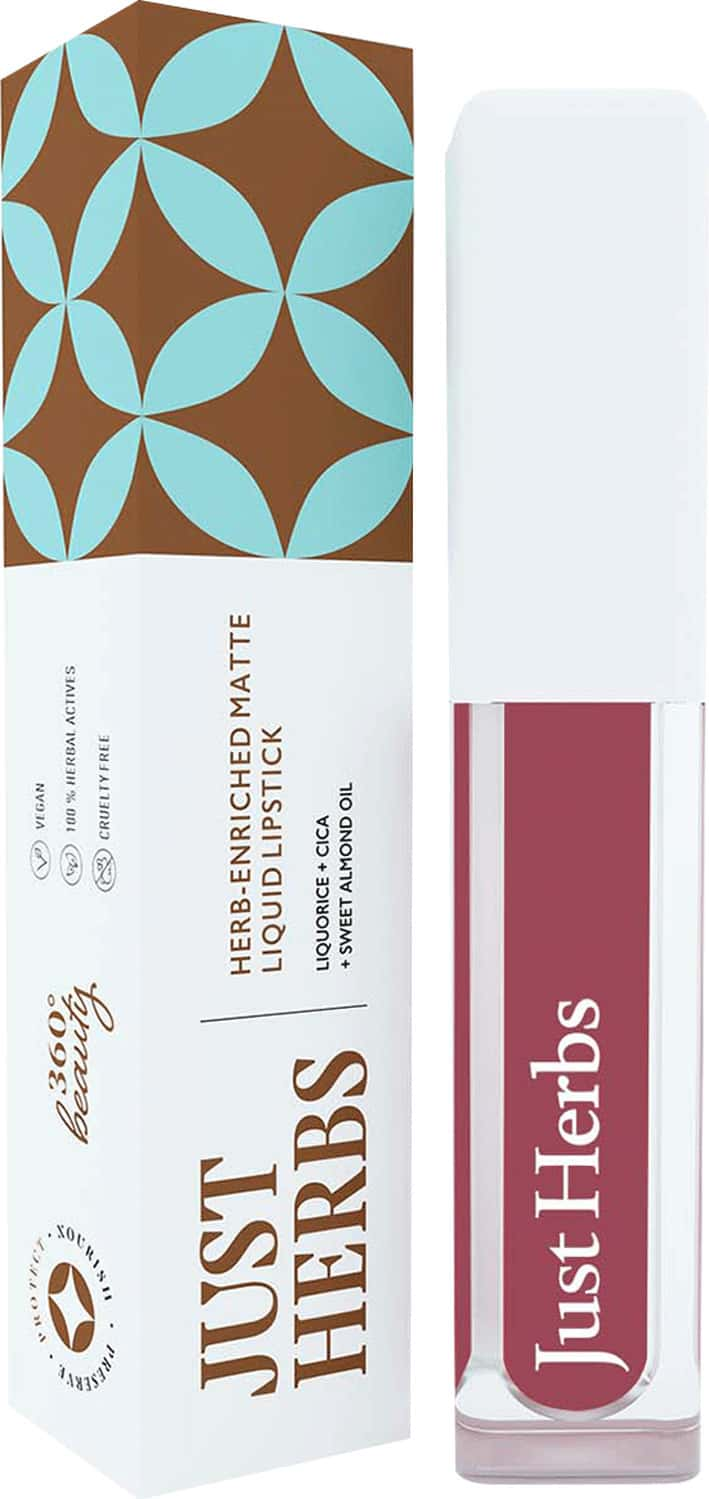 VEGAN
100 % HERBAL ACTIVES
CRUELTY FREE
360°
beauty
PROTECT • NOURISH • PRESERVE •
HERB-ENRICHED MATTE
LIQUID LIPSTICK
LIQUORICE + CICA
+ SWEET ALMOND OIL
JUST
HERBS
Just Herbs